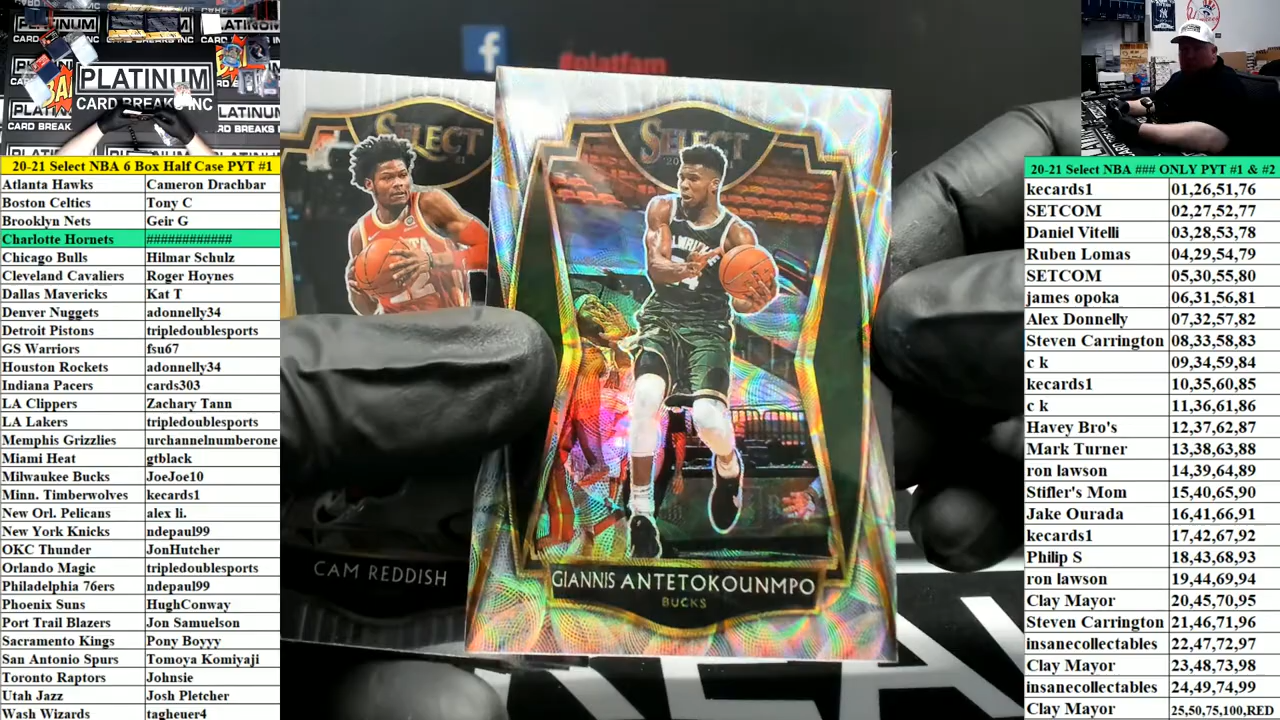 PLATINUM
CARD BREAKS INC
20-21 Select NBA 6 Box Half Case PYT #1
Atlanta Hawks Cameron Drachbar
Boston Celtics Tony C
Brooklyn Nets Geir G
Charlotte Hornets ############
Chicago Bulls Hilmar Schulz
Cleveland Cavaliers Roger Hoynes
Dallas Mavericks Kat T
Denver Nuggets adonnelly34
Detroit Pistons tripledoublesports
GS Warriors fsu67
Houston Rockets adonnelly34
Indiana Pacers cards303
LA Clippers Zachary Tann
LA Lakers tripledoublesports
Memphis Grizzlies urchannelnumberone
Miami Heat gtblack
Milwaukee Bucks JoeJoe10
Minn. Timberwolves kecards1
New Orl. Pelicans alex li.
New York Knicks ndepaul99
OKC Thunder JonHutcher
Orlando Magic tripledoublesports
Philadelphia 76ers ndepaul99
Phoenix Suns HughConway
Port Trail Blazers Jon Samuelson
Sacramento Kings Pony Boyyy
San Antonio Spurs Tomoya Komiyaji
Toronto Raptors Johnsie
Utah Jazz Josh Pletcher
Wash Wizards tagheuer4
f
#platfam
SELECT
CAM REDDISH
SELECT
GIANNIS ANTETOKOUNMPO
BUCKS
20-21 Select NBA ### ONLY PYT #1 & #2
kecards1 01,26,51,76
SETCOM 02,27,52,77
Daniel Vitelli 03,28,53,78
Ruben Lomas 04,29,54,79
SETCOM 05,30,55,80
james opoka 06,31,56,81
Alex Donnelly 07,32,57,82
Steven Carrington 08,33,58,83
c k 09,34,59,84
kecards1 10,35,60,85
c k 11,36,61,86
Havey Bro's 12,37,62,87
Mark Turner 13,38,63,88
ron lawson 14,39,64,89
Stifler's Mom 15,40,65,90
Jake Ourada 16,41,66,91
kecards1 17,42,67,92
Philip S 18,43,68,93
ron lawson 19,44,69,94
Clay Mayor 20,45,70,95
Steven Carrington 21,46,71,96
insanecollectables 22,47,72,97
Clay Mayor 23,48,73,98
insanecollectables 24,49,74,99
Clay Mayor 25,50,75,100,RED